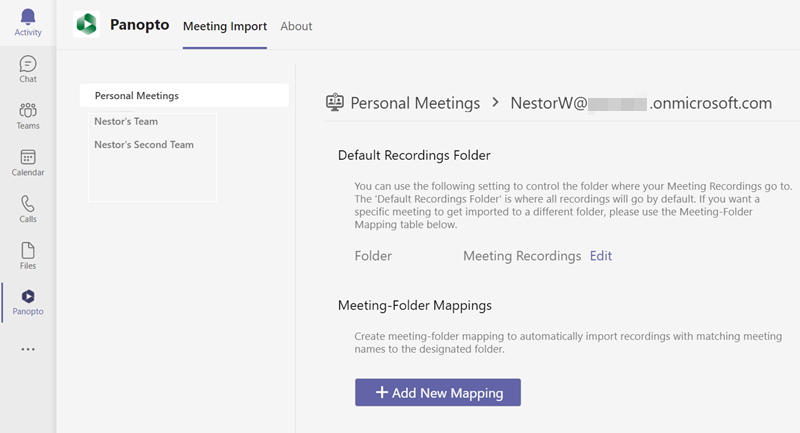 Activity
Chat
Teams
Calendar
Calls
Files
Panopto
Panopto Meeting Import About
Personal Meetings
Nestor's Team
Nestor's Second Team
Personal Meetings > NestorW@ .onmicrosoft.com
Default Recordings Folder
You can use the following setting to control the folder where your Meeting Recordings go to.
The 'Default Recordings Folder' is where all recordings will go by default. If you want a
specific meeting to get imported to a different folder, please use the Meeting-Folder
Mapping table below.
Folder Meeting Recordings Edit
Meeting-Folder Mappings
Create meeting-folder mapping to automatically import recordings with matching meeting
names to the designated folder.
+ Add New Mapping